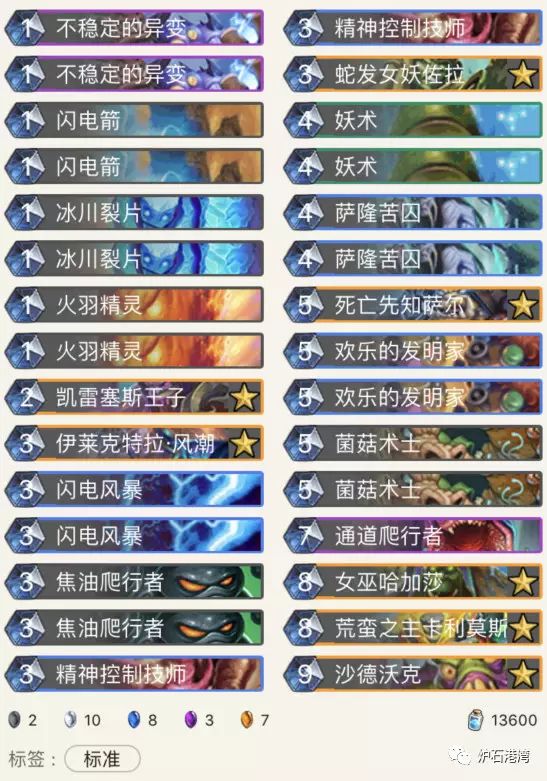 1 不稳定的异变
1 不稳定的异变
1 闪电箭
1 闪电箭
1 冰川裂片
1 冰川裂片
1 火羽精灵
1 火羽精灵
2 凯雷塞斯王子
3 伊莱克特拉·风潮
3 闪电风暴
3 闪电风暴
3 焦油爬行者
3 焦油爬行者
3 精神控制技师
3 精神控制技师
3 蛇发女妖佐拉
4 妖术
4 妖术
4 萨隆苦囚
4 萨隆苦囚
5 死亡先知萨尔
5 欢乐的发明家
5 欢乐的发明家
5 菌菇术士
5 菌菇术士
7 通道爬行者
8 女巫哈加莎
8 荒蛮之主卡利莫斯
9 沙德沃克
2 10 8 3 7 13600
标签： 标准
炉石港湾